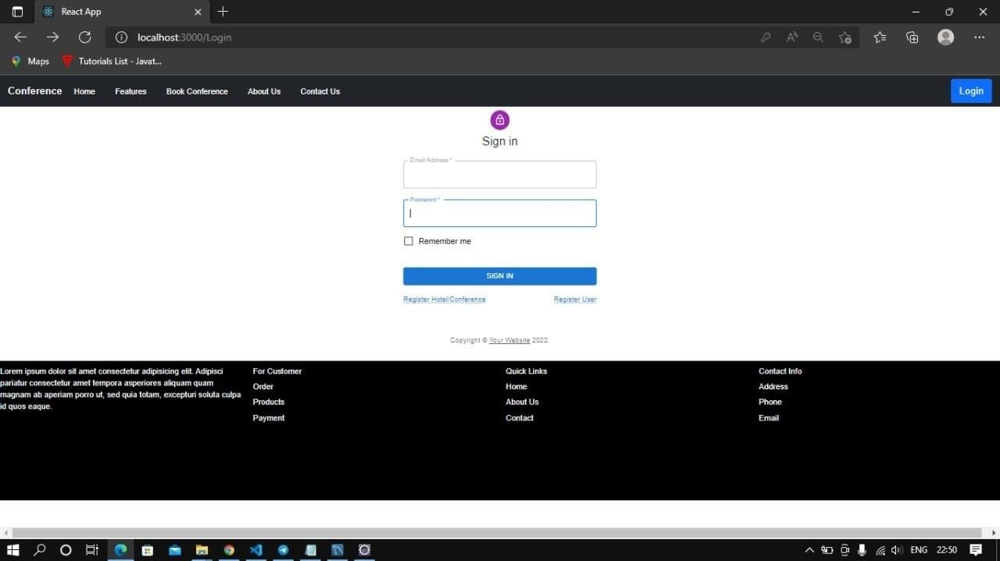 React App
localhost:3000/Login
Maps
Tutorials List - Javat...
Conference
Home
Features
Book Conference
About Us
Contact Us
Login
Sign in
Email Address *
Password *
Remember me
SIGN IN
Register Hotel/Conference
Register User
Copyright © Your Website 2022.
Lorem ipsum dolor sit amet consectetur adipisicing elit. Adipisci
pariatur consectetur amet tempora asperiores aliquam quam
magnam ab aperiam porro ut, sed quia totam, excepturi soluta culpa
id quos eaque.
For Customer
Order
Products
Payment
Quick Links
Home
About Us
Contact
Contact Info
Address
Phone
Email
ENG
22:50